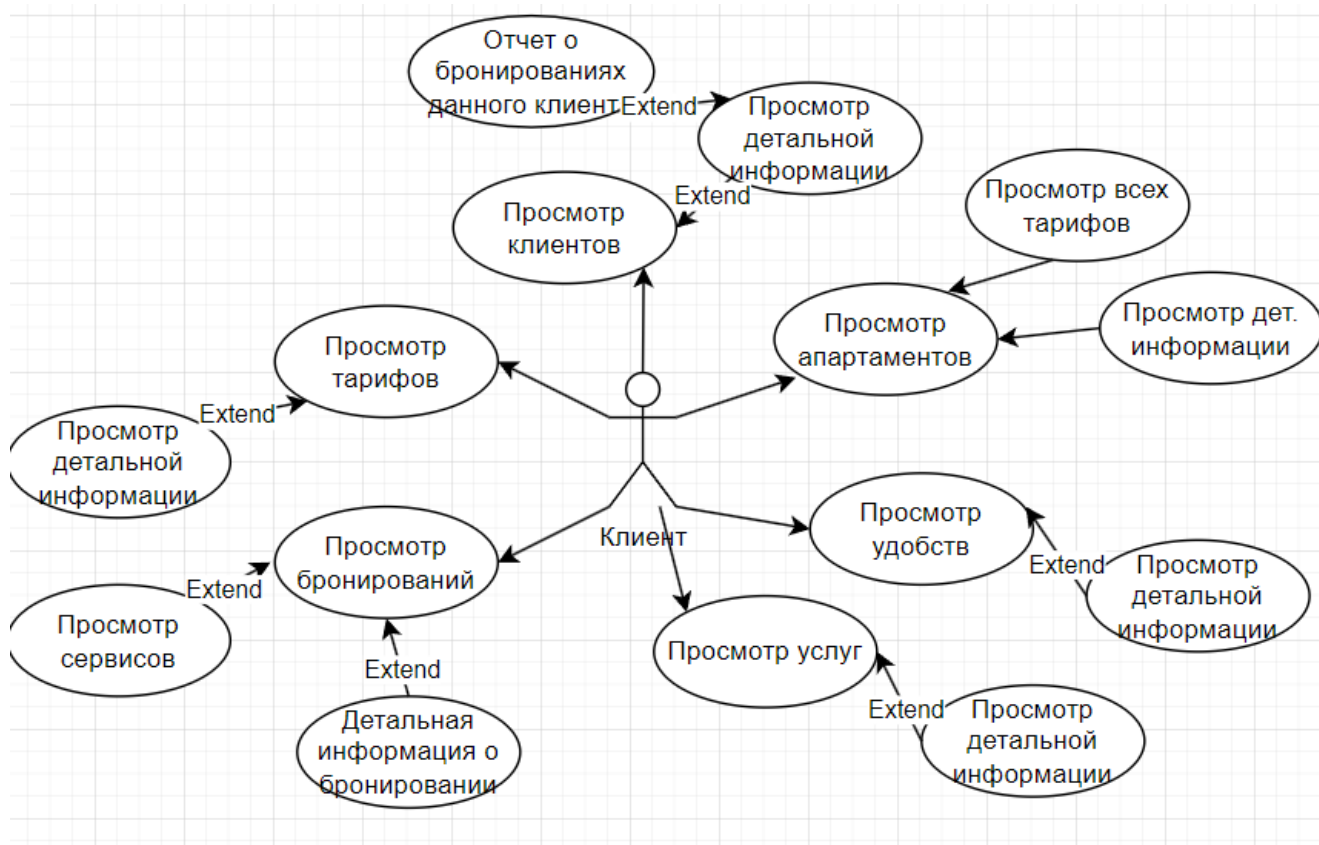 Отчет о
бронированиях
данного клиент
Extend
Просмотр
детальной
информации
Extend
Просмотр
клиентов
Просмотр всех
тарифов
Просмотр дет.
информации
Просмотр
апартаментов
Просмотр
тарифов
Extend
Просмотр
детальной
информации
Просмотр
бронирований
Extend
Просмотр
сервисов
Extend
Детальная
информация о
бронировании
Клиент
Просмотр
удобств
Extend
Просмотр
детальной
информации
Просмотр услуг
Extend
Просмотр
детальной
информации